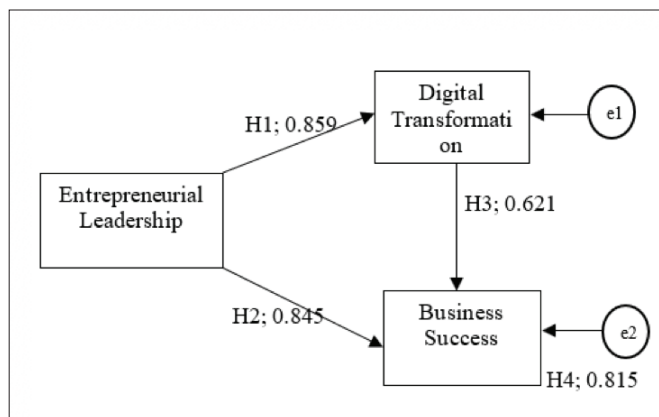 Digital
Transformati
on
e1
H1; 0.859
Entrepreneurial
Leadership
H3; 0.621
H2; 0.845
Business
Success
e2
H4; 0.815